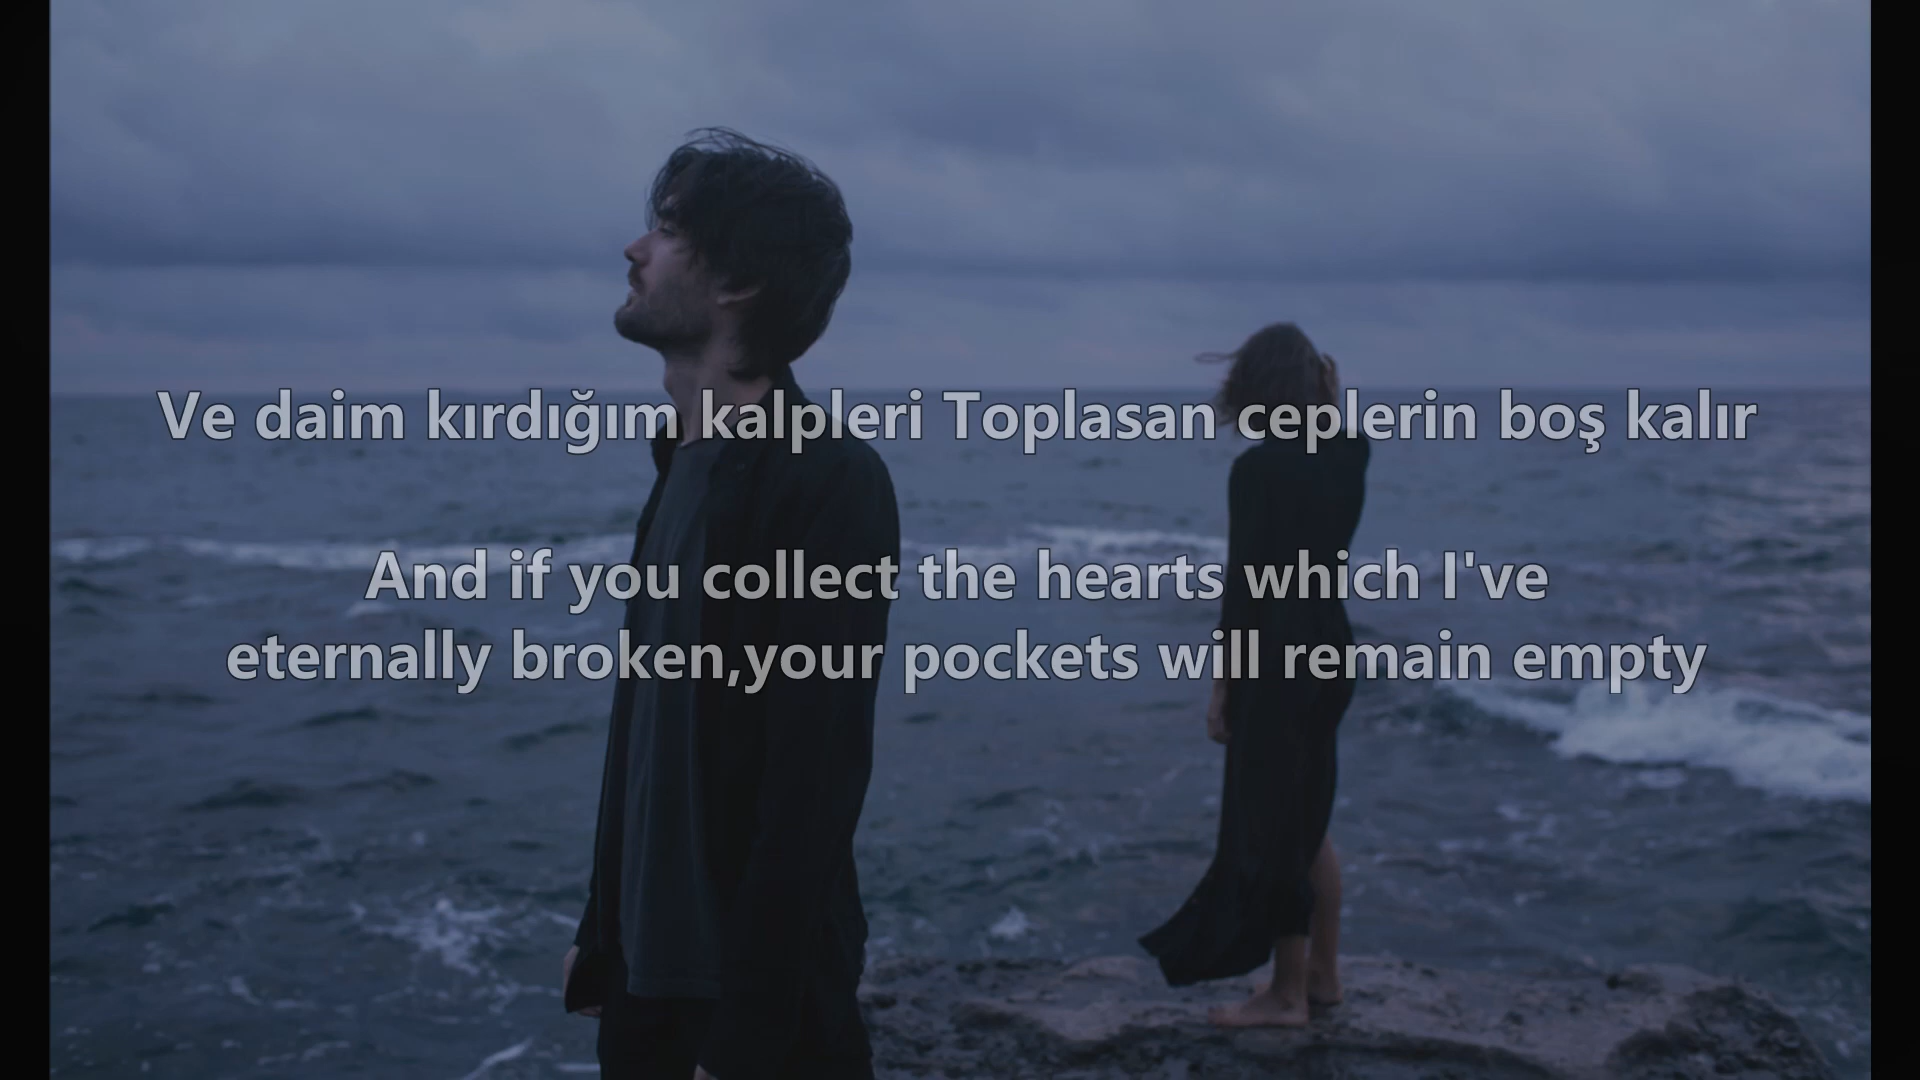 Ve daim kırdığım kalpleri Toplasan ceplerin boş kalır
And if you collect the hearts which I've
eternally broken,your pockets will remain empty